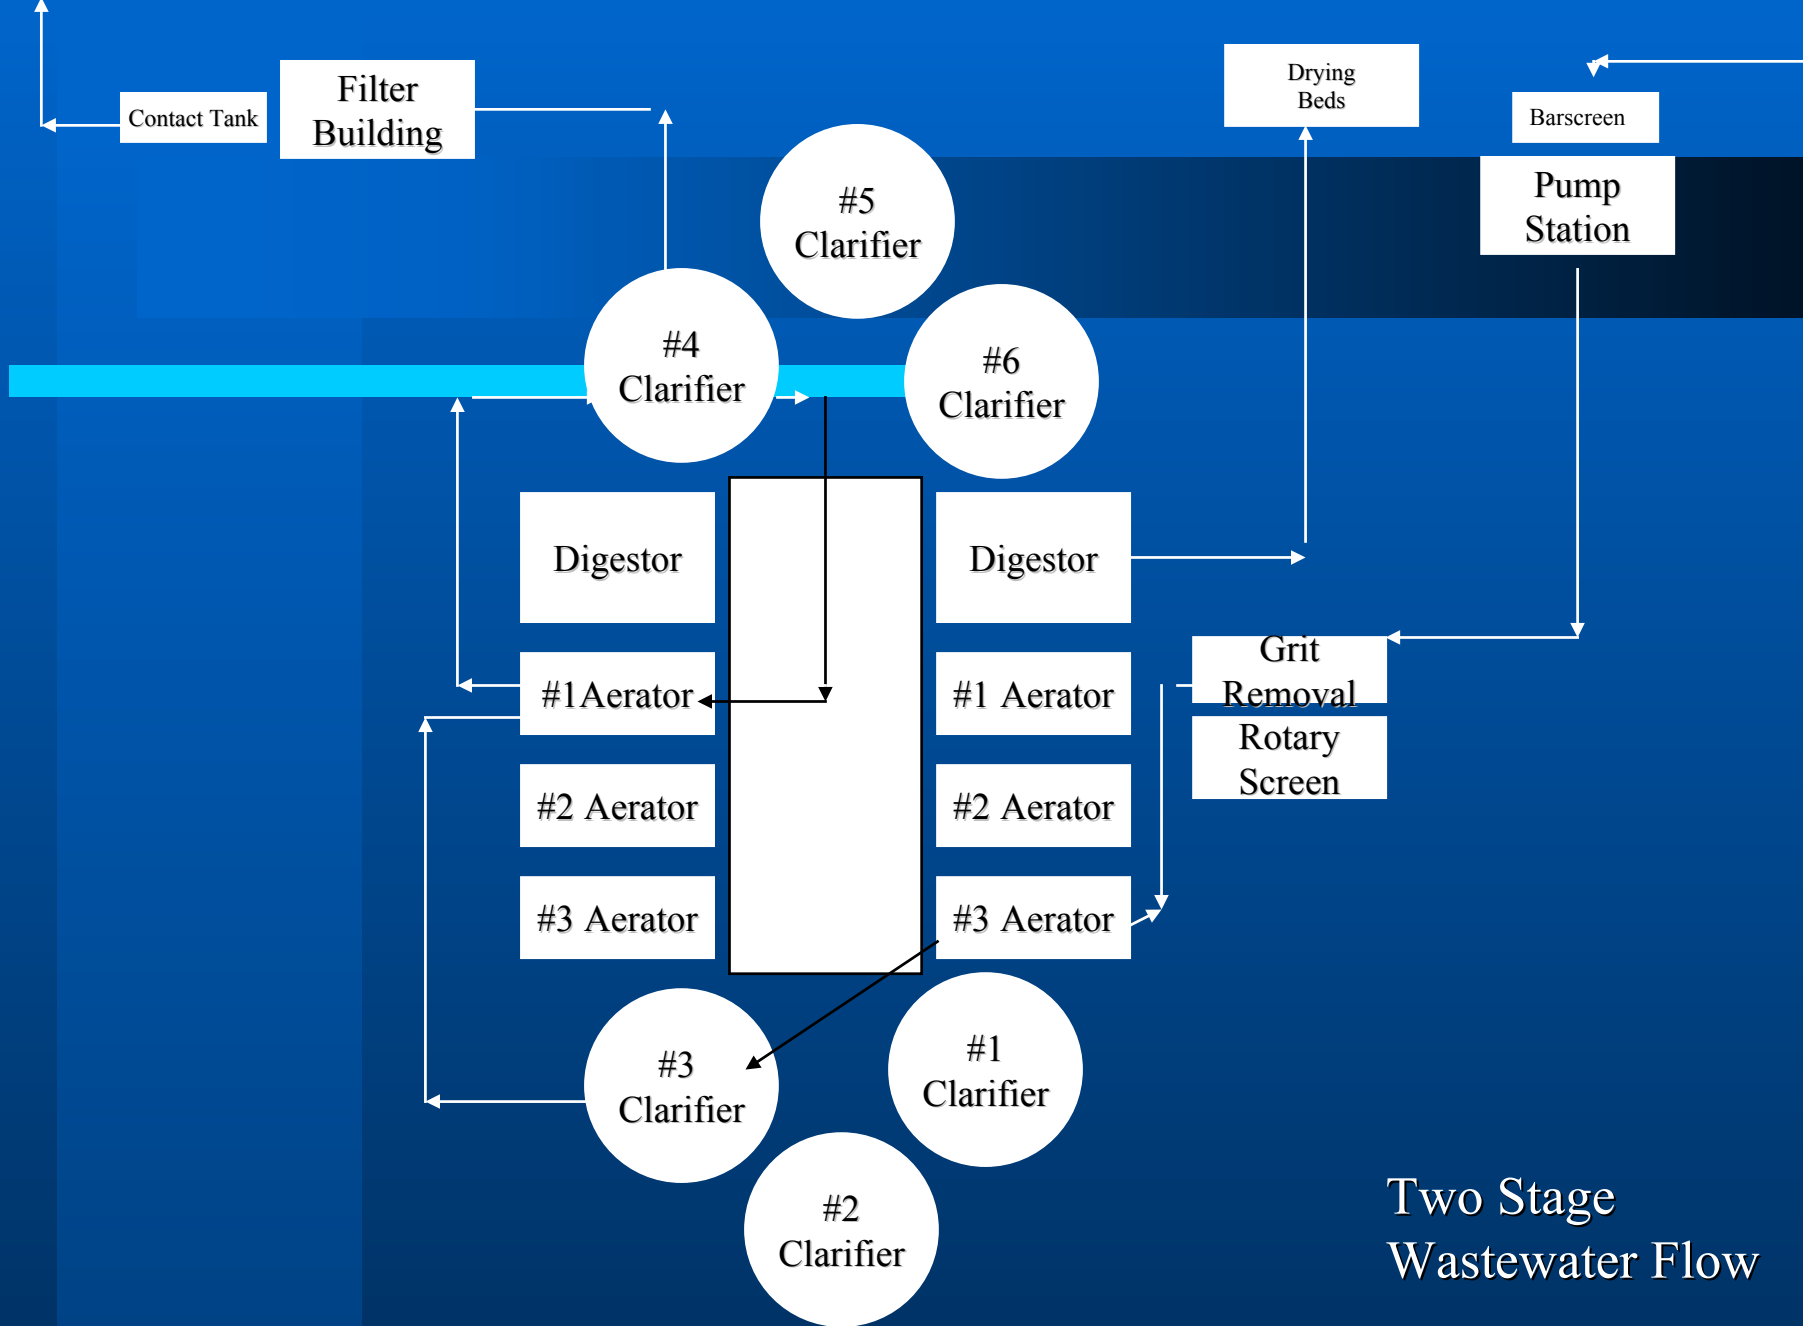 Contact Tank
Filter
Building
Drying
Beds
Barscreen
Pump
Station
#5
Clarifier
#4
Clarifier
#6
Clarifier
Digestor
Digestor
#1Aerator
#1 Aerator
Grit
Removal
Rotary
Screen
#2 Aerator
#2 Aerator
#3 Aerator
#3 Aerator
#3
Clarifier
#1
Clarifier
#2
Clarifier
Two Stage
Wastewater Flow